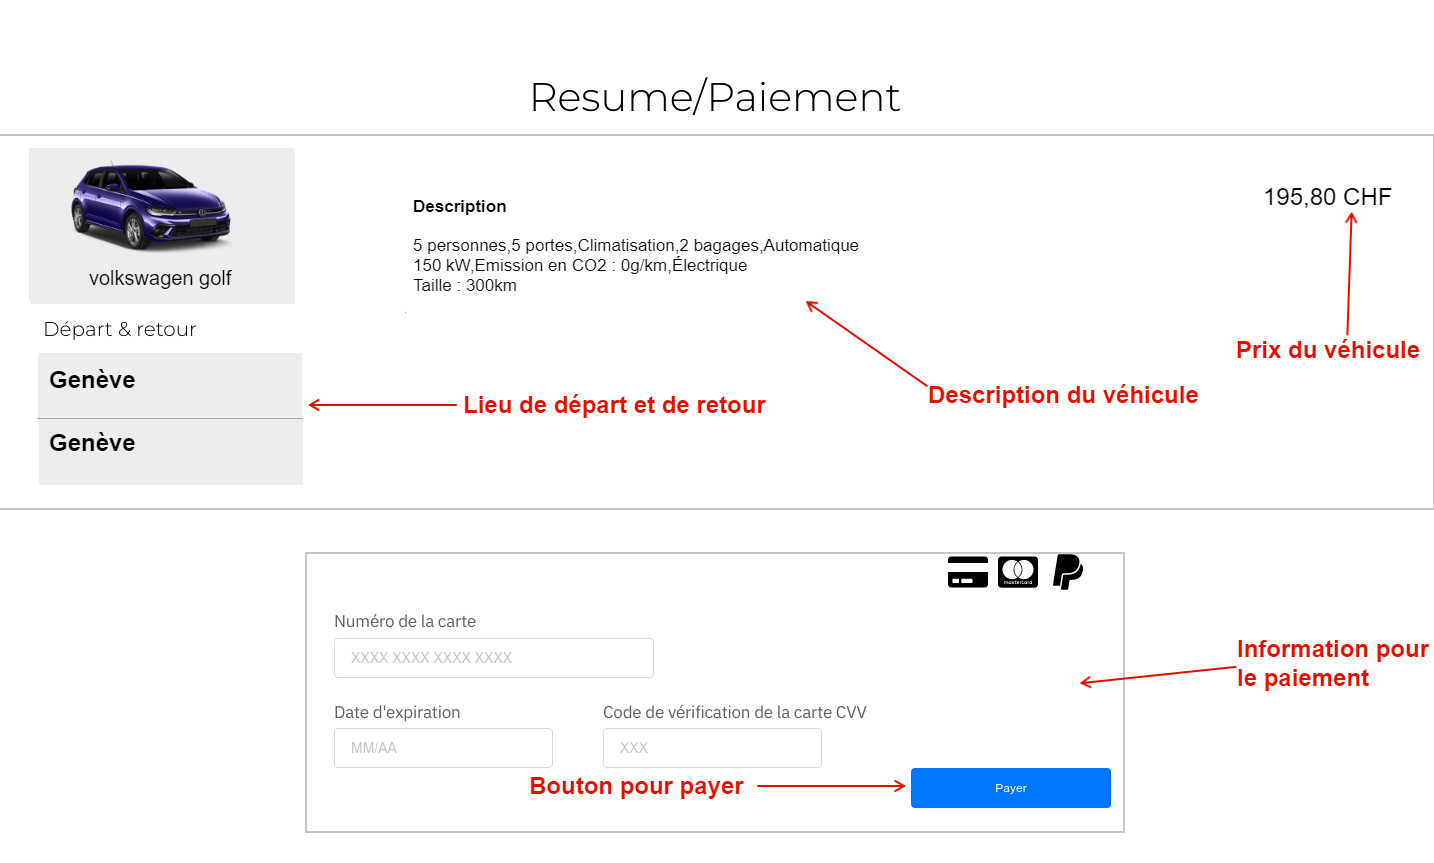 Resume/Paiement
volkswagen golf
Description
5 personnes,5 portes,Climatisation,2 bagages,Automatique
150 kW,Emission en CO2 : 0g/km,Électrique
Taille : 300km
195,80 CHF
Prix du véhicule
Description du véhicule
Départ & retour
Genève
Lieu de départ et de retour
Genève
mastercard
Numéro de la carte
XXXX XXXX XXXX XXXX
Information pour
le paiement
Date d'expiration
MM/AA
Code de vérification de la carte CVV
XXX
Bouton pour payer
Payer